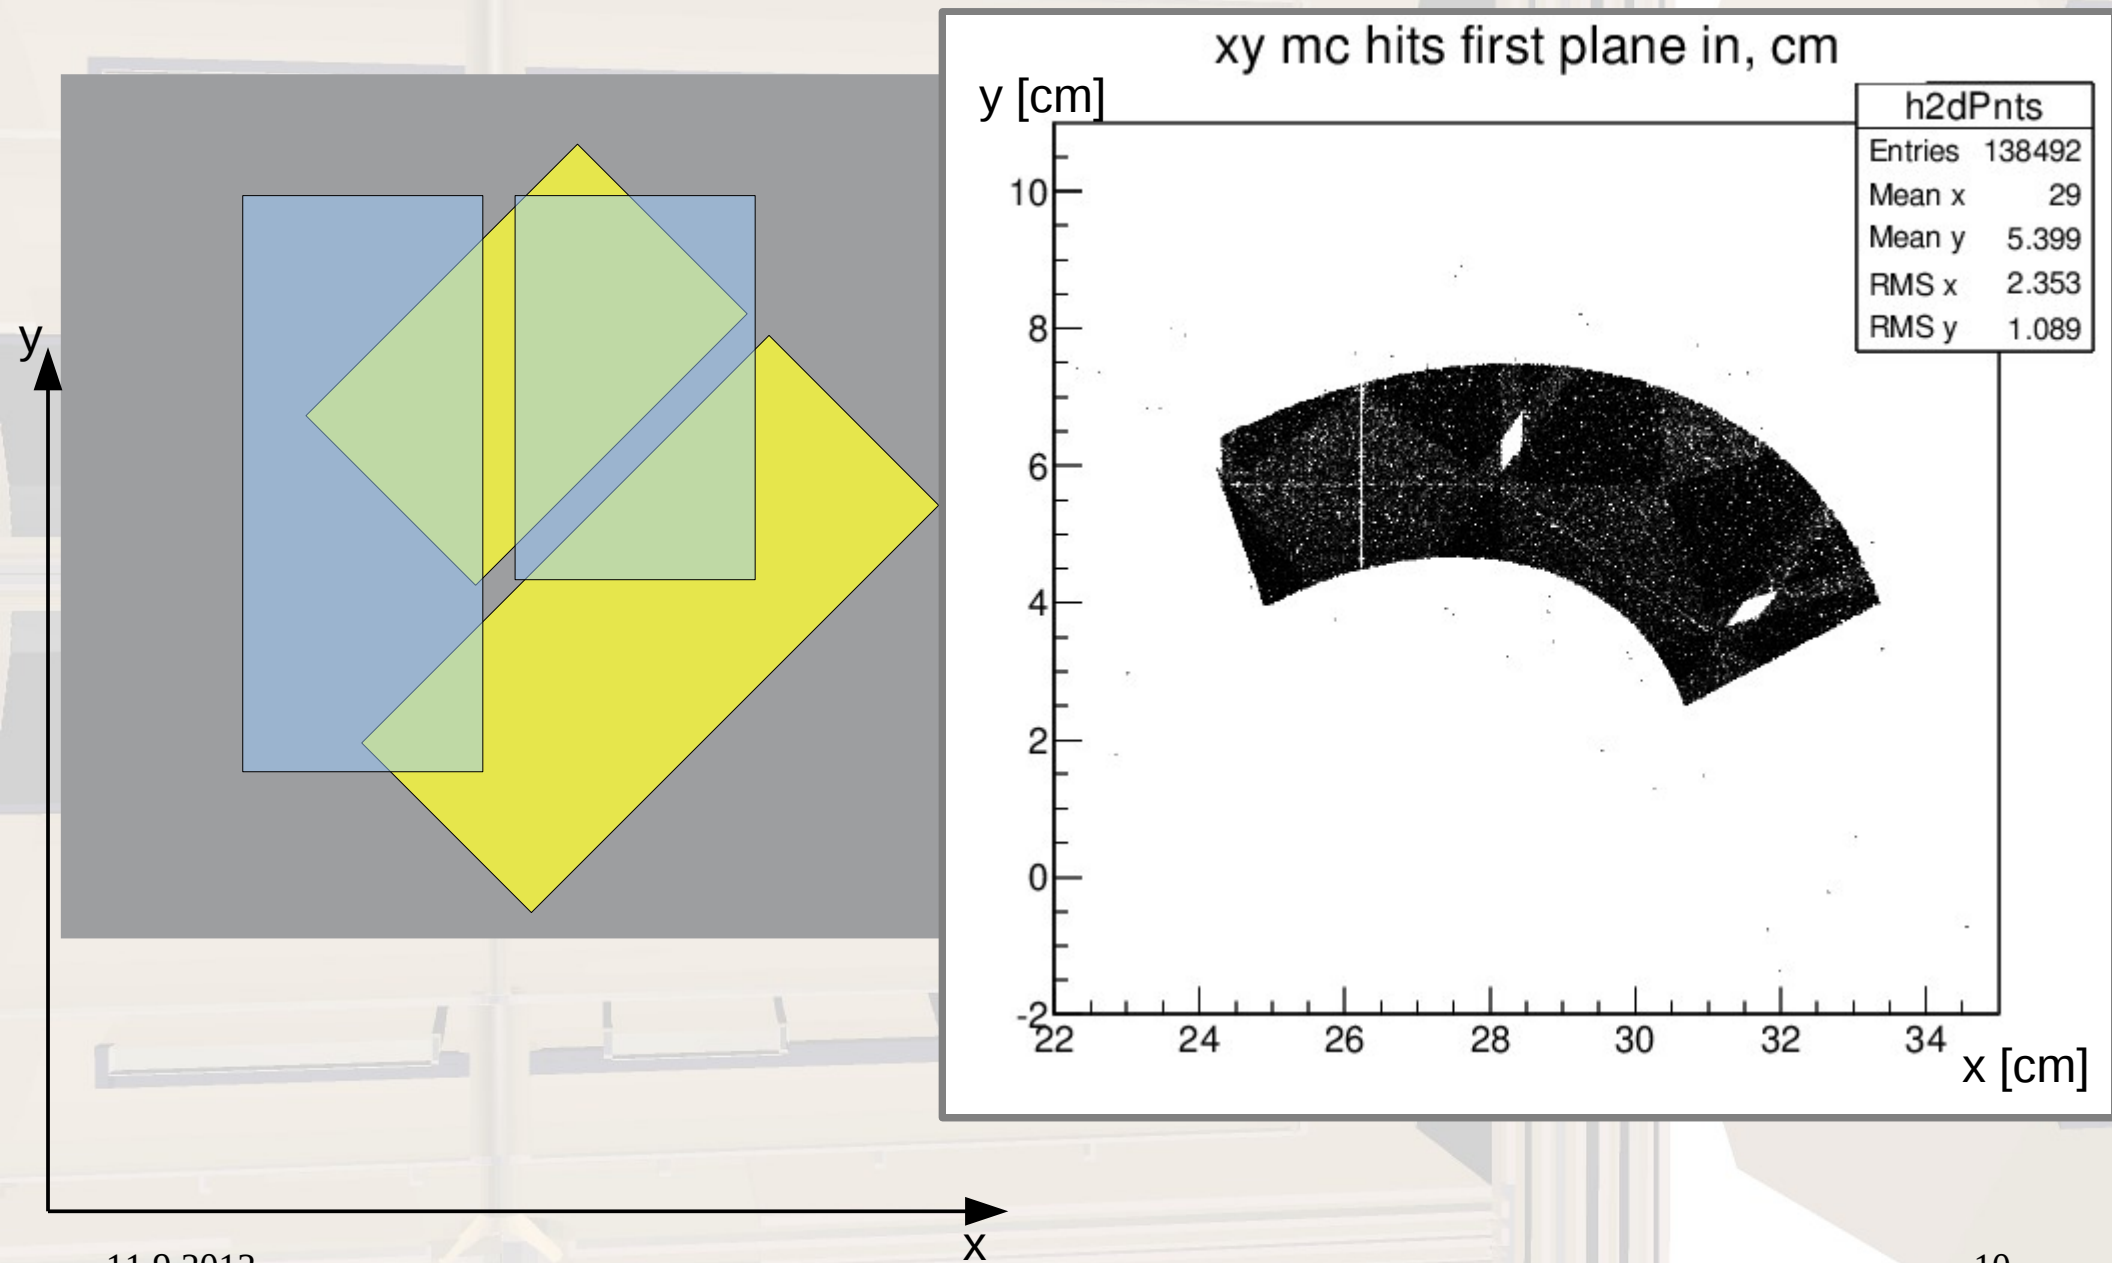 xy mc hits first plane in, cm
y [cm]
h2dPnts
Entries 138492
Mean x 29
Mean y 5.399
RMS x 2.353
RMS y 1.089
10
8
6
4
2
0
-2
22 24 26 28 30 32 34
x [cm]
y
x
10